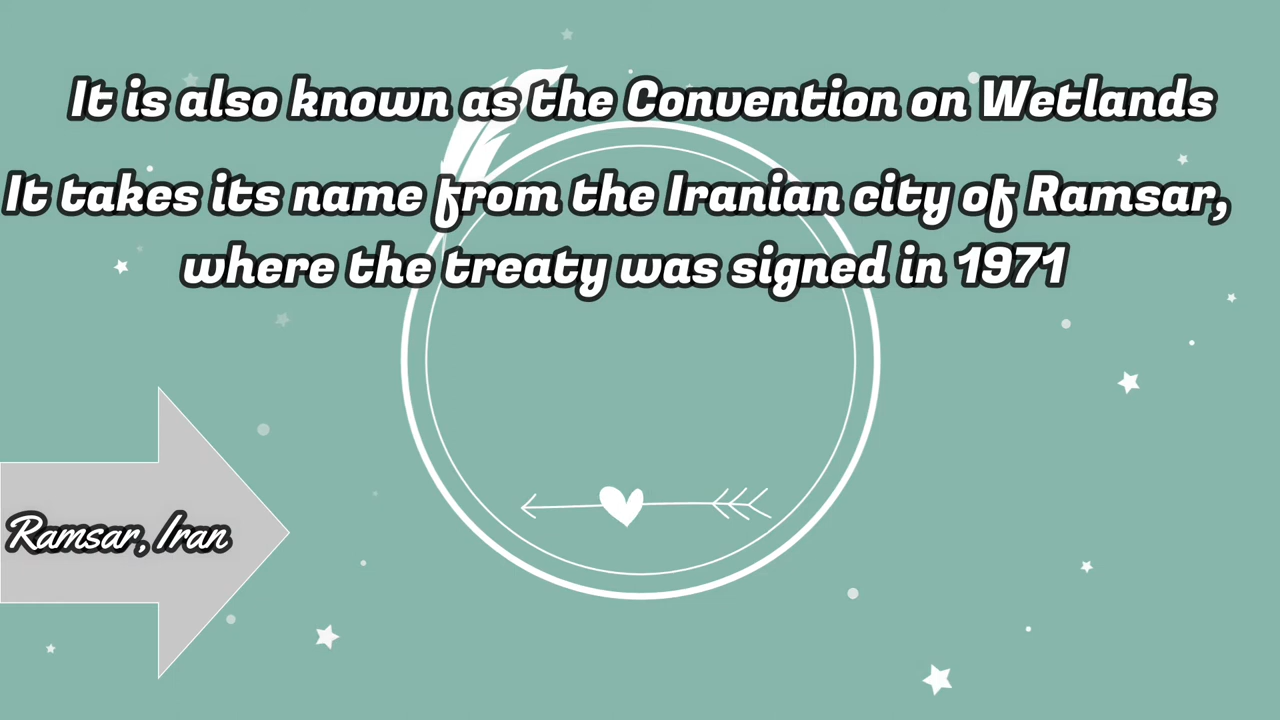 It is also known as the Convention on Wetlands
It takes its name from the Iranian city of Ramsar,
where the treaty was signed in 1971
Ramsar, Iran